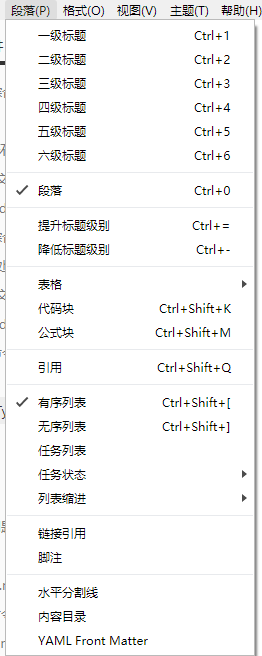 段落(P) 格式(O) 视图(V) 主题(T) 帮助(H)
一级标题 Ctrl+1
二级标题 Ctrl+2
三级标题 Ctrl+3
四级标题 Ctrl+4
五级标题 Ctrl+5
六级标题 Ctrl+6
段落 Ctrl+0
提升标题级别 Ctrl+=
降低标题级别 Ctrl+-
表格
代码块 Ctrl+Shift+K
公式块 Ctrl+Shift+M
引用 Ctrl+Shift+Q
有序列表 Ctrl+Shift+[
无序列表 Ctrl+Shift+]
任务列表
任务状态
列表缩进
链接引用
脚注
水平分割线
内容目录
YAML Front Matter